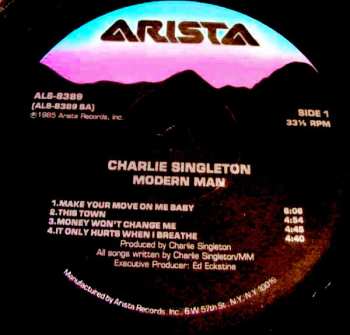 ARISTA
AL8-8389
(AL8-8389 SA)
℗1985 Arista Records, Inc.
SIDE 1
33⅓ RPM
CHARLIE SINGLETON
MODERN MAN
1.MAKE YOUR MOVE ON ME BABY 6:06
2.THIS TOWN 4:54
3.MONEY WON'T CHANGE ME 4:45
4.IT ONLY HURTS WHEN I BREATHE 4:40
Produced by Charlie Singleton
All songs written by Charlie Singleton/MM
Executive Producer: Ed Eckstine
Manufactured by Arista Records, Inc., 6 W. 57th St., N.Y., N.Y. 10019